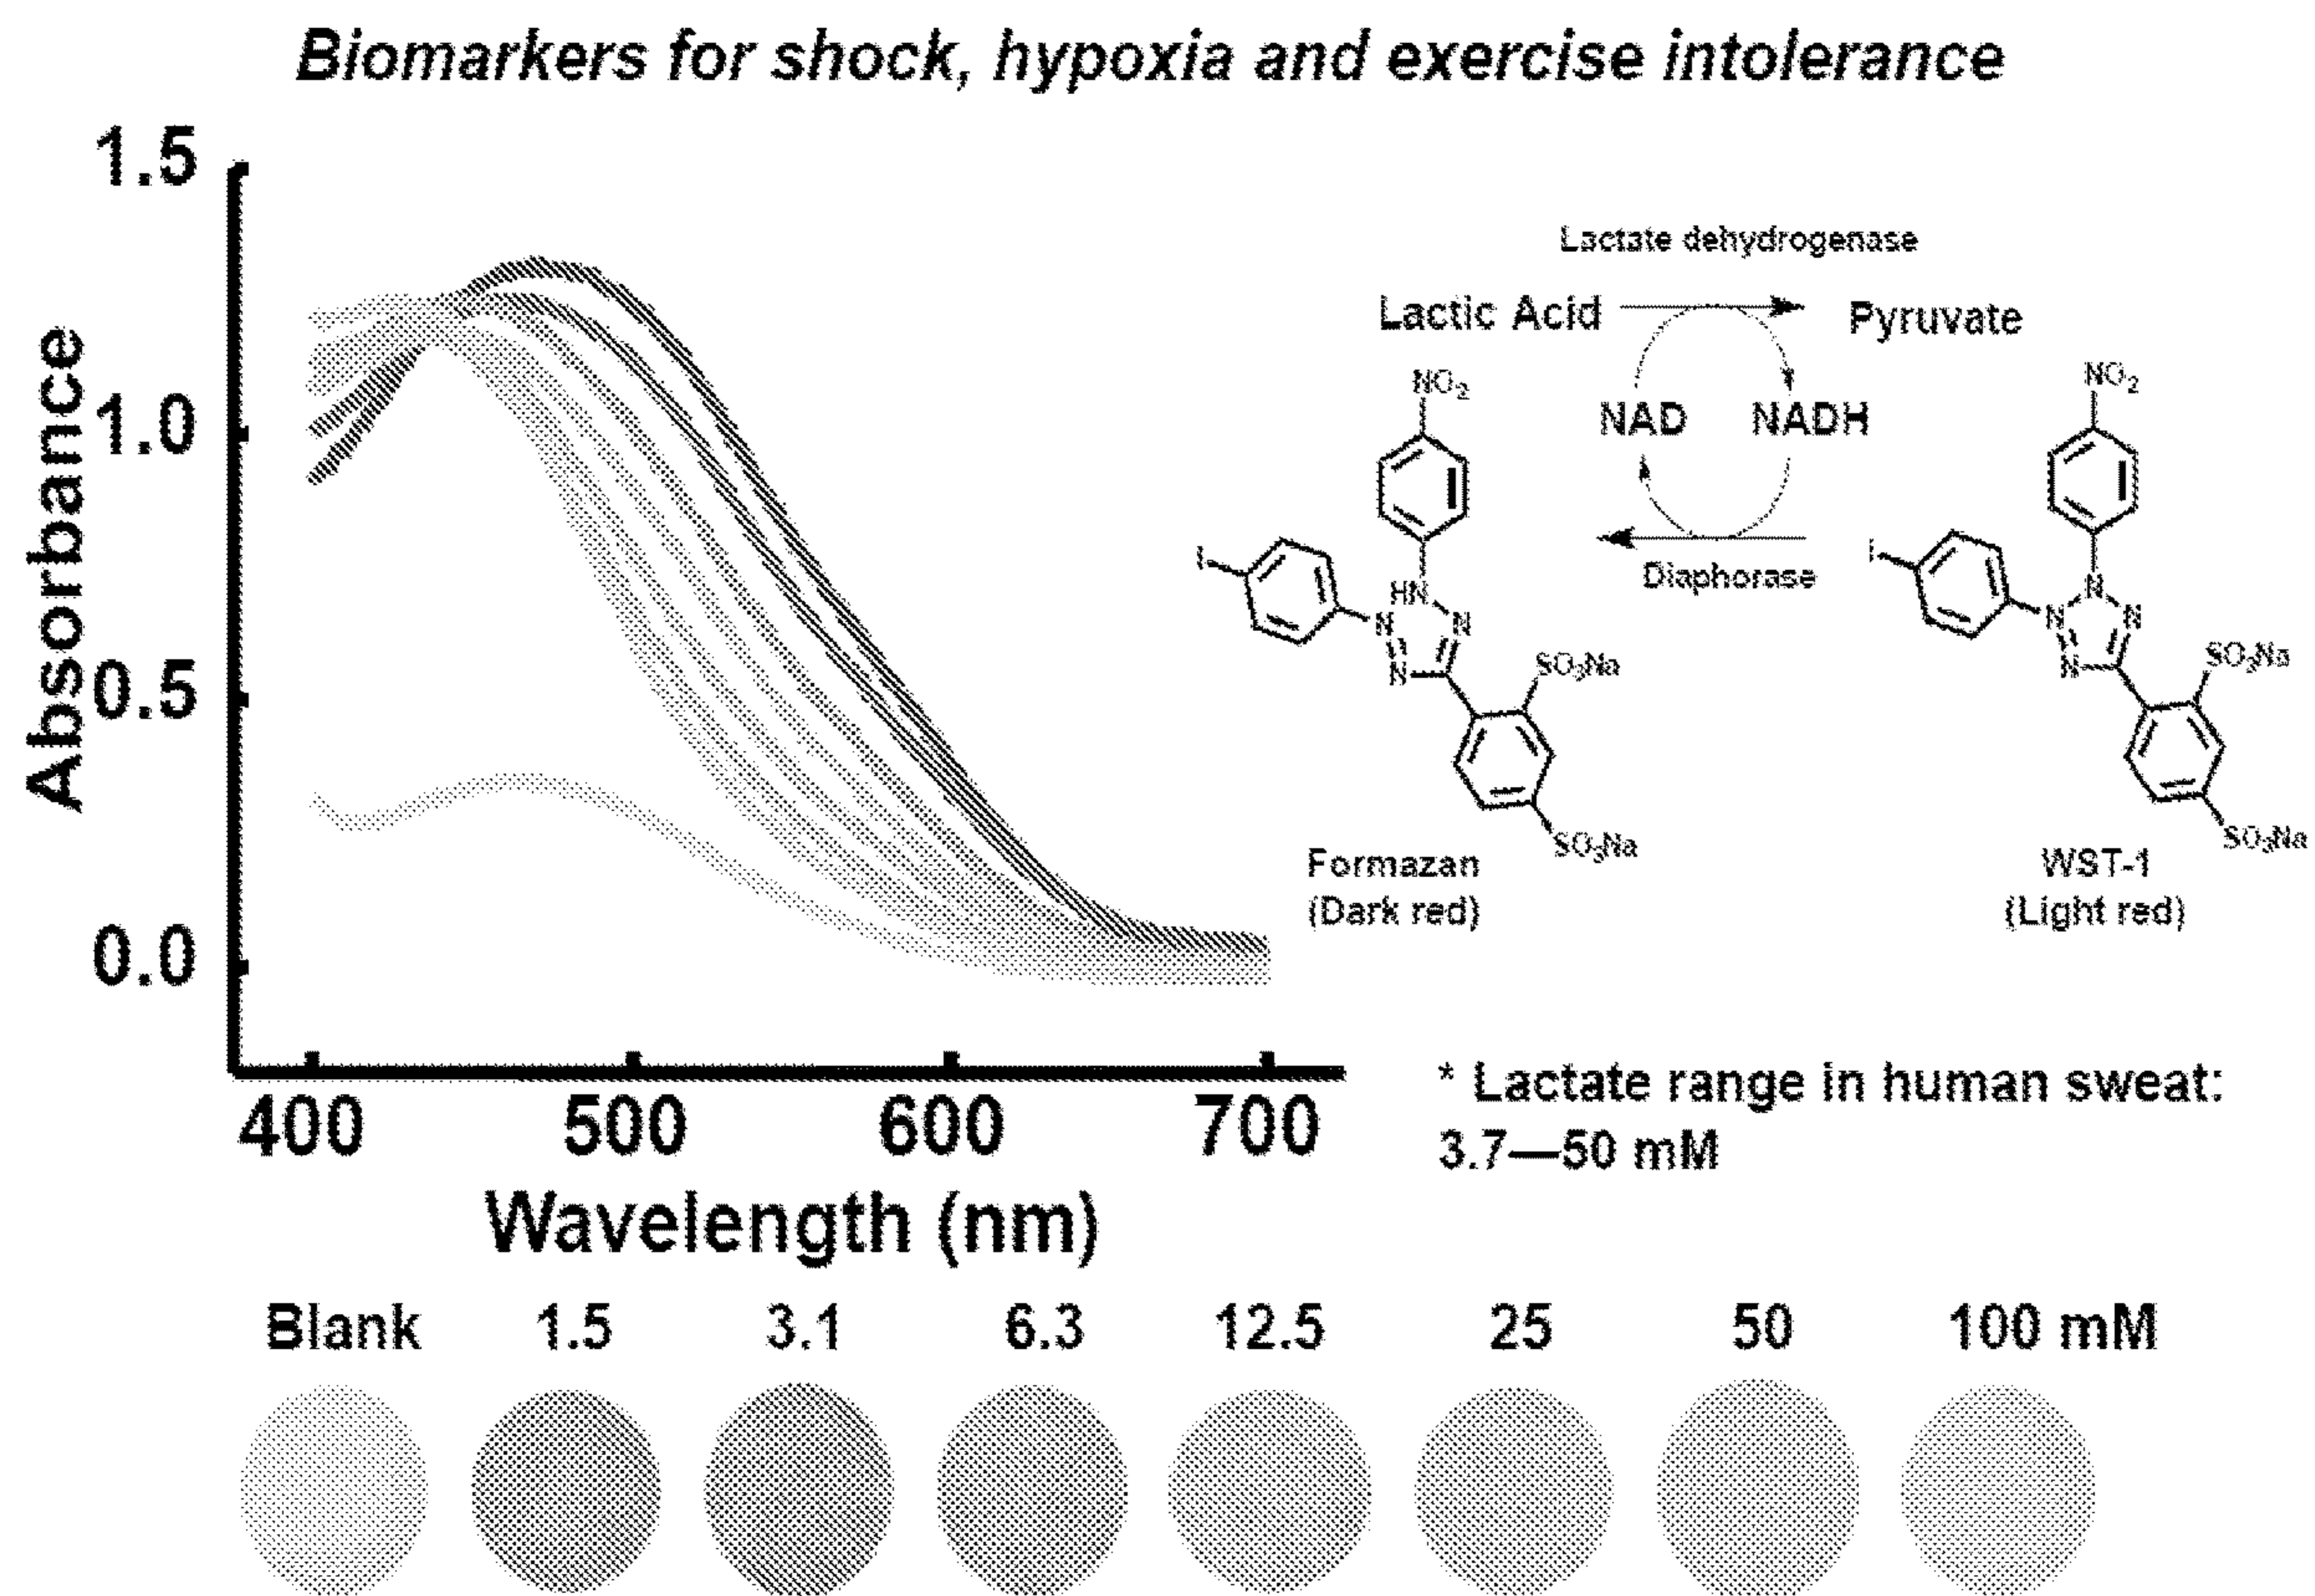 Biomarkers for shock, hypoxia and exercise intolerance
1.5
1.0
0.5
0.0
Absorbance
400 500 600 700
Wavelength (nm)
Lactate dehydrogenase
Lactic Acid
Pyruvate
NAD NADH
Diaphorase
NO2
I
HN
N
N
N
SO3Na
SO3Na
Formazan
(Dark red)
NO2
I
N
N
N
N
SO3Na
SO3Na
WST-1
(Light red)
* Lactate range in human sweat:
3.7—50 mM
Blank 1.5 3.1 6.3 12.5 25 50 100 mM